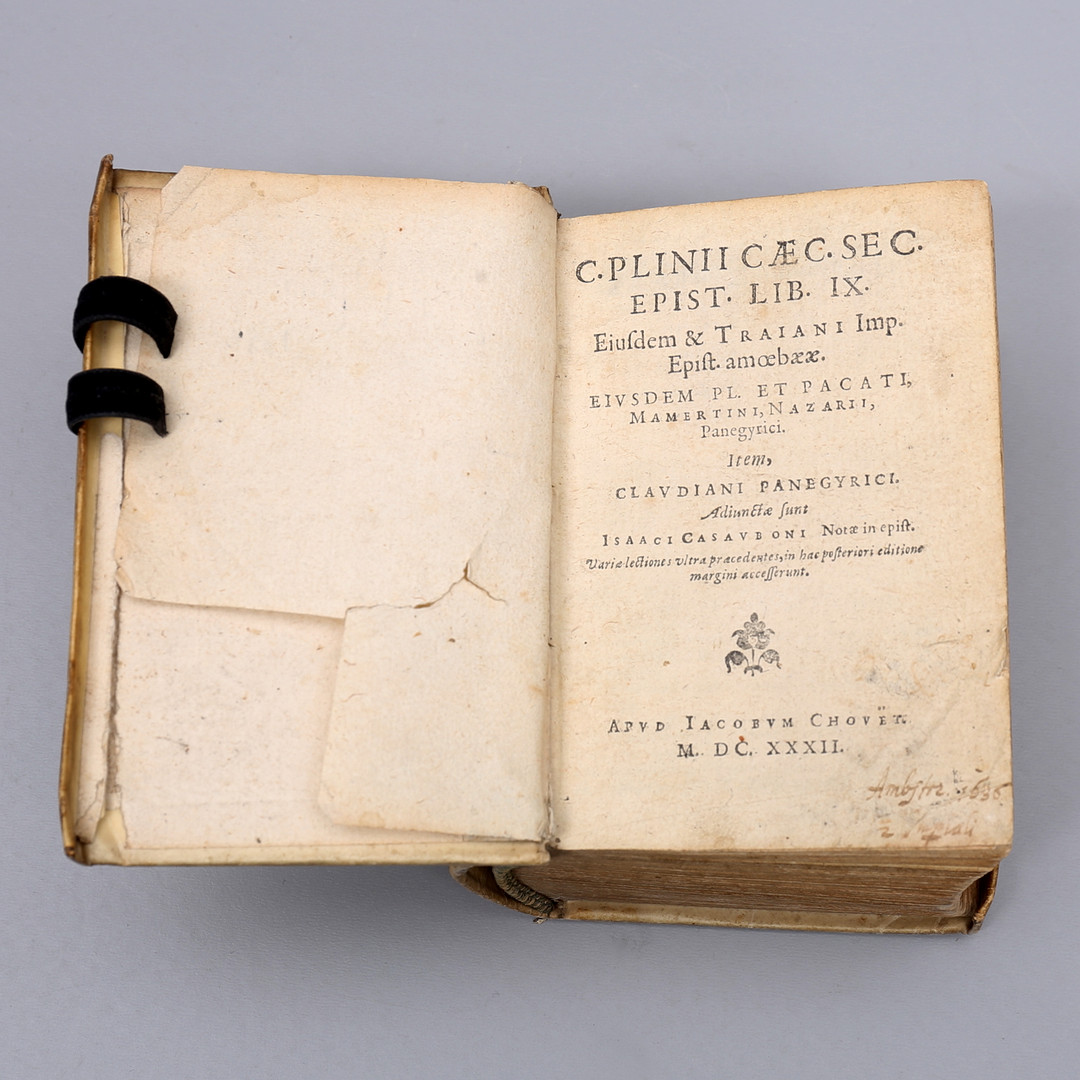 C. PLINII CÆC. SEC.
EPIST. LIB. IX.
Eiuſdem & TRAIANI Imp.
Epiſt. amœbææ.
EIVSDEM PL. ET PACATI,
MAMERTINI, NAZARII,
Panegyrici.
Item,
CLAVDIANI PANEGYRICI.
Adiunctæ ſunt
ISAACI CASAVBONI Notæ in epiſt.
Variæ lectiones vltra præcedentes, in hac poſteriori editione
margini acceſſerunt.
APVD IACOBVM CHOVËT.
M. DC. XXXII.